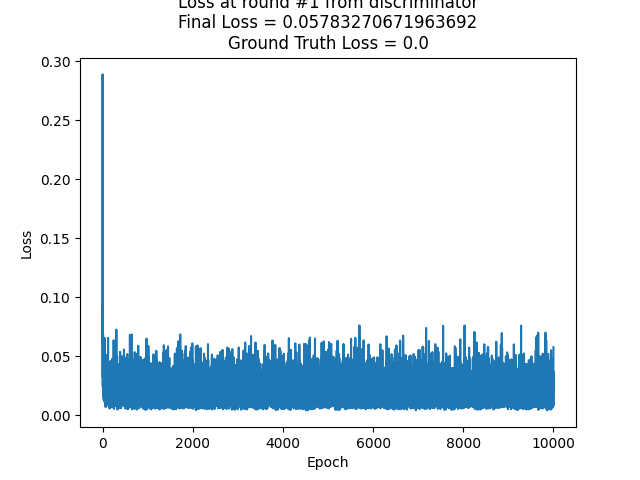 Loss at round #1 from discriminator
Final Loss = 0.05783270671963692
Ground Truth Loss = 0.0
0.30
0.25
0.20
0.15
0.10
0.05
0.00
Loss
0
2000
4000
6000
8000
10000
Epoch